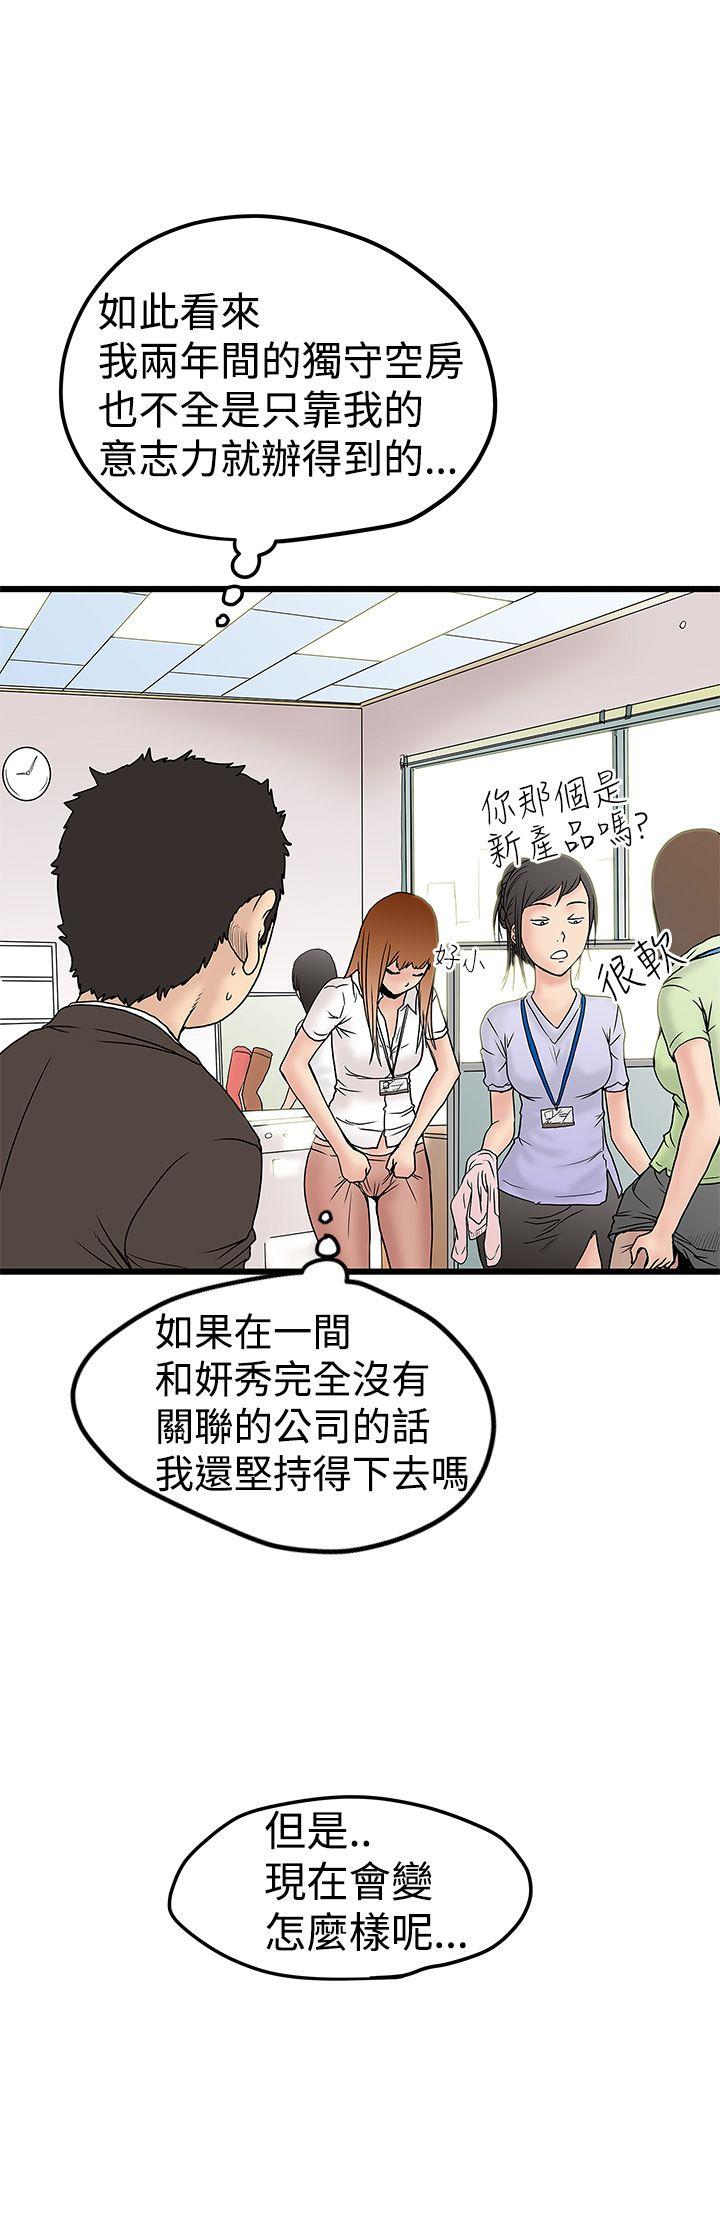 如此看來
我兩年間的獨守空房
也不全是只靠我的
意志力就辦得到的...
你那個是
新產品嗎?
好小
很軟
如果在一間
和妍秀完全沒有
關聯的公司的話
我還堅持得下去嗎
但是..
現在會變
怎麼樣呢...